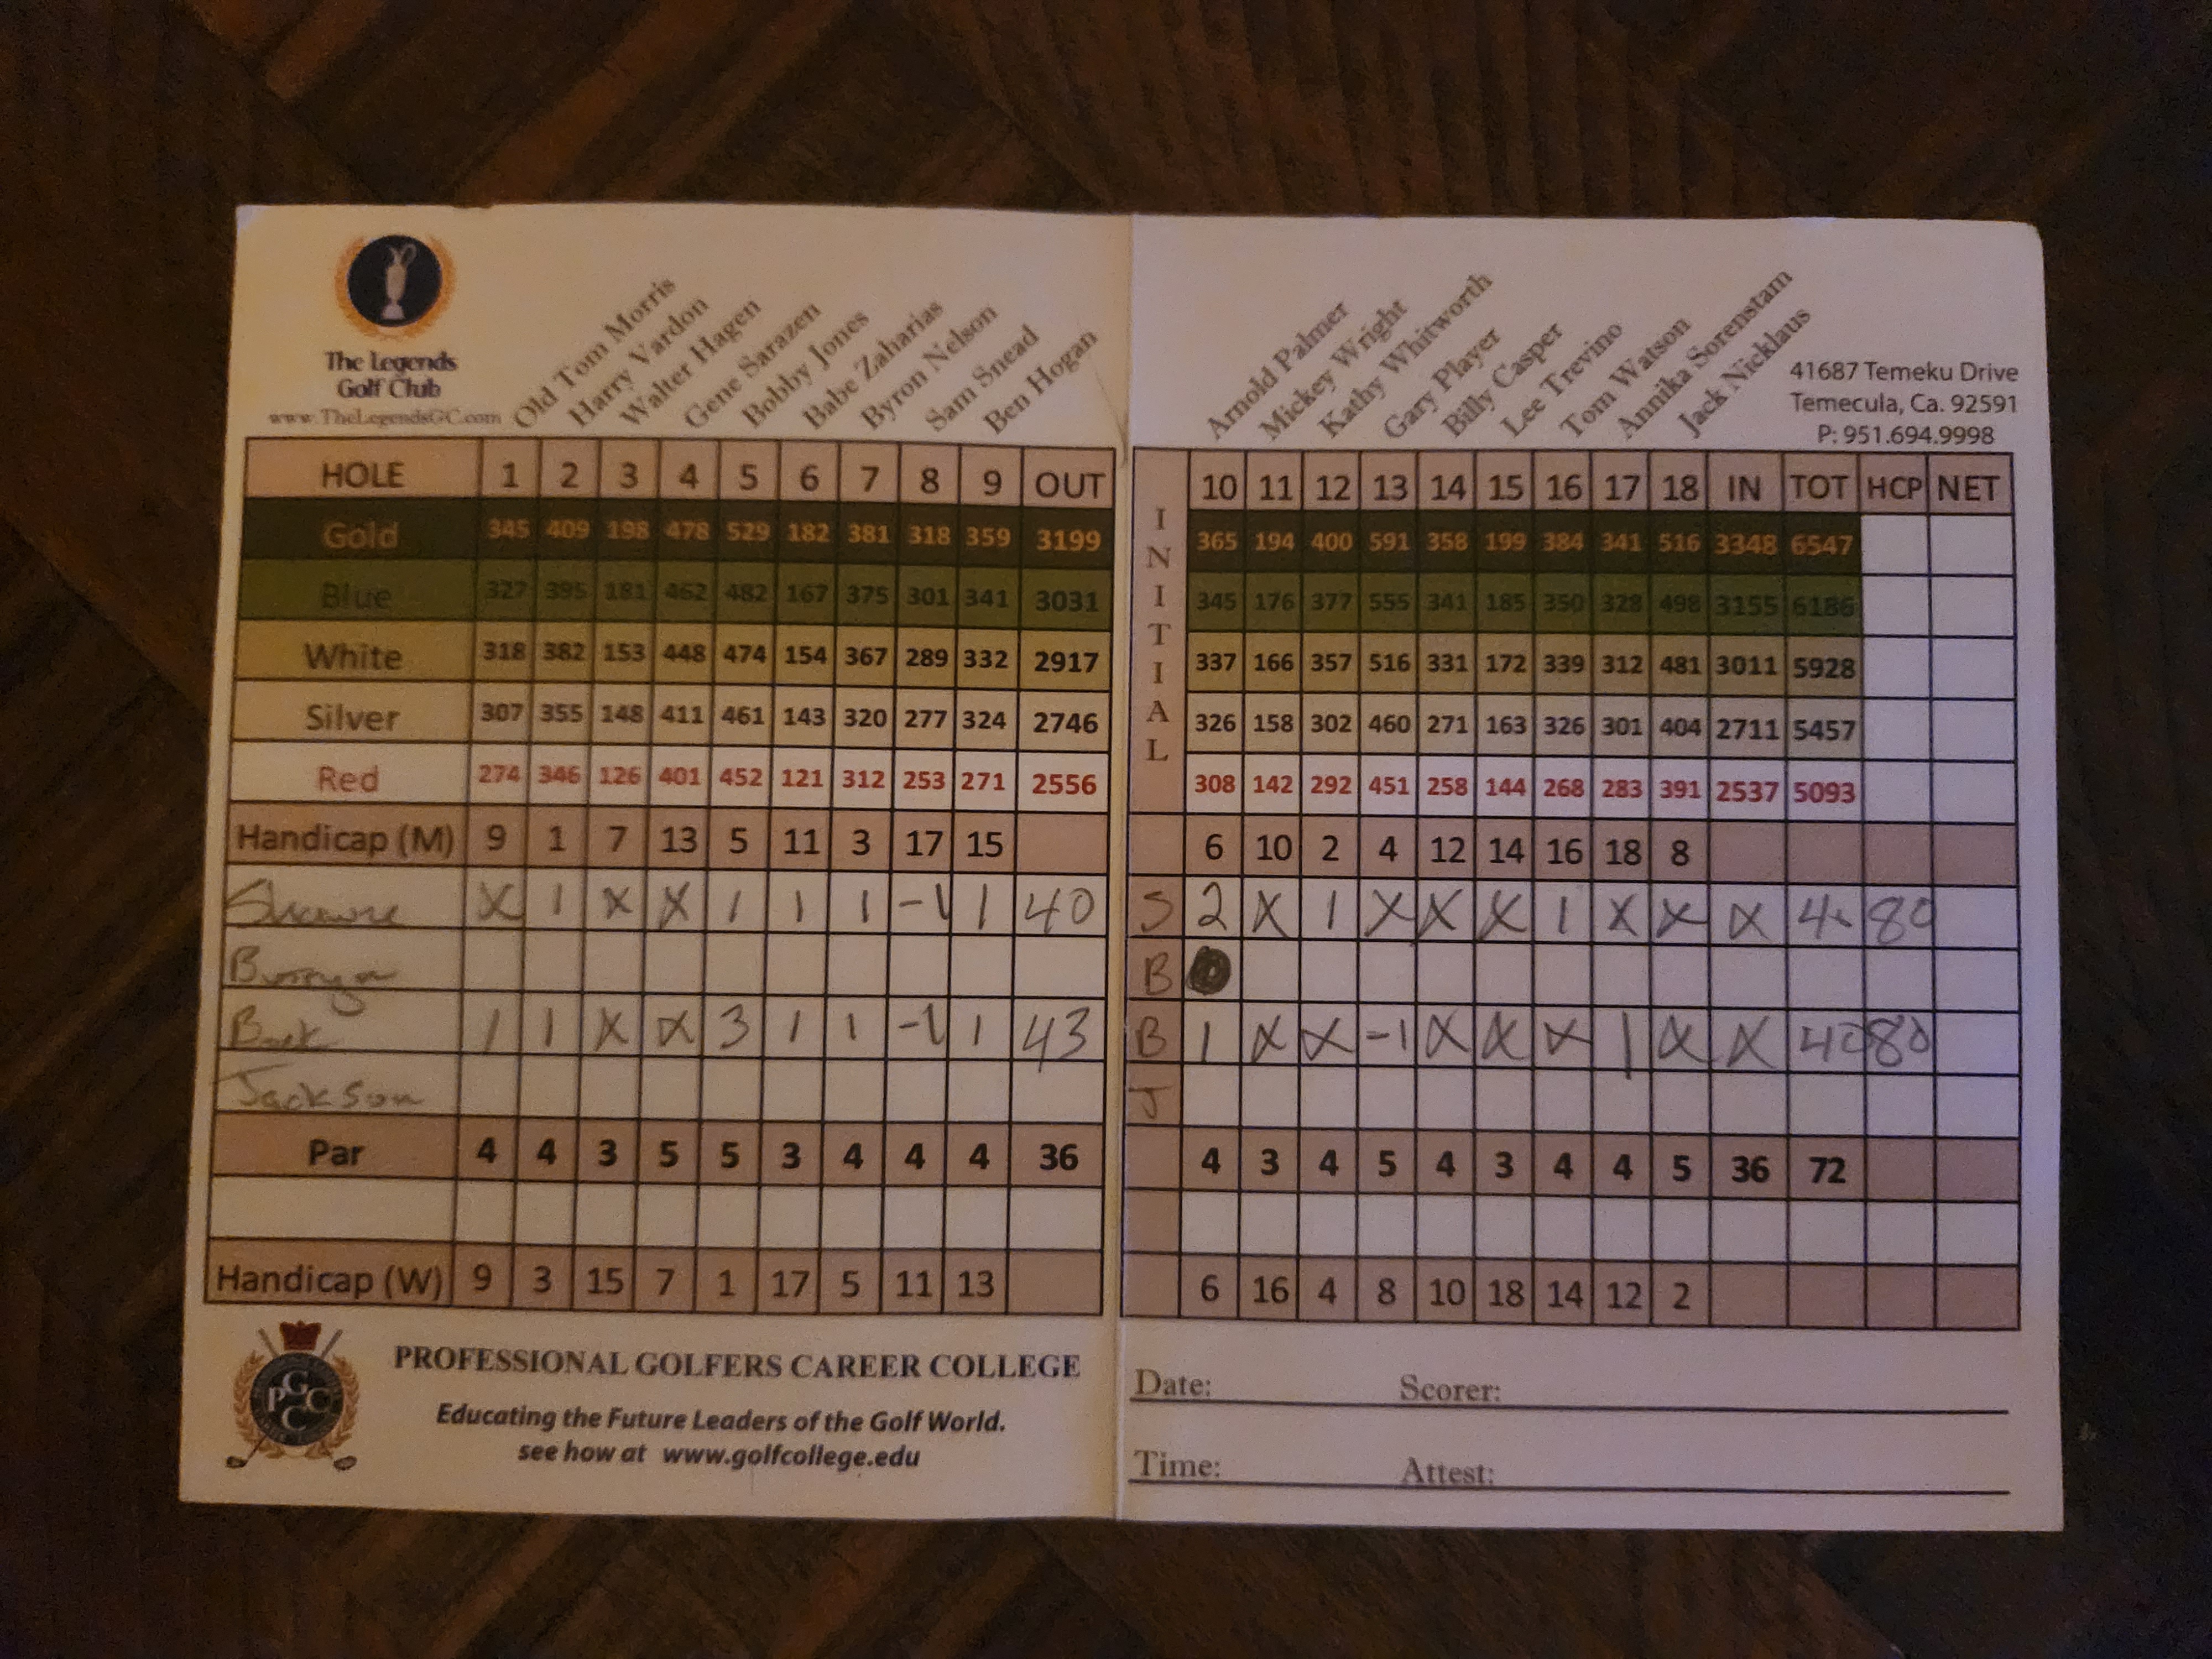 The Legends
Golf Club
www.TheLegendsGC.com
Old Tom Morris
Harry Vardon
Walter Hagen
Gene Sarazen
Bobby Jones
Babe Zaharias
Byron Nelson
Sam Snead
Ben Hogan
Arnold Palmer
Mickey Wright
Kathy Whitworth
Gary Player
Billy Casper
Lee Trevino
Tom Watson
Annika Sorenstam
Jack Nicklaus
41687 Temeku Drive
Temecula, Ca. 92591
P: 951.694.9998
HOLE 1 2 3 4 5 6 7 8 9 OUT INITIAL 10 11 12 13 14 15 16 17 18 IN TOT HCP NET
Gold 345 409 198 478 529 182 381 318 359 3199 365 194 400 591 358 199 384 341 516 3348 6547
Blue 327 395 181 462 482 167 375 301 341 3031 345 176 377 555 341 185 350 328 498 3155 6186
White 318 382 153 448 474 154 367 289 332 2917 337 166 357 516 331 172 339 312 481 3011 5928
Silver 307 355 148 411 461 143 320 277 324 2746 326 158 302 460 271 163 326 301 404 2711 5457
Red 274 346 126 401 452 121 312 253 271 2556 308 142 292 451 258 144 268 283 391 2537 5093
Handicap (M) 9 1 7 13 5 11 3 17 15 6 10 2 4 12 14 16 18 8
X 1 X X 1 1 1 -1 1 40 S 2 X 1 X X X 1 X X X 80
B
1 1 X X 3 1 1 -1 1 43 B 1 X X -1 X X X 1 X X 40 80
Jackson J
Par 4 4 3 5 5 3 4 4 4 36 4 3 4 5 4 3 4 4 5 36 72
Handicap (W) 9 3 15 7 1 17 5 11 13 6 16 4 8 10 18 14 12 2
PGCC
PROFESSIONAL GOLFERS CAREER COLLEGE
Educating the Future Leaders of the Golf World.
see how at www.golfcollege.edu
Date: Scorer:
Time: Attest: